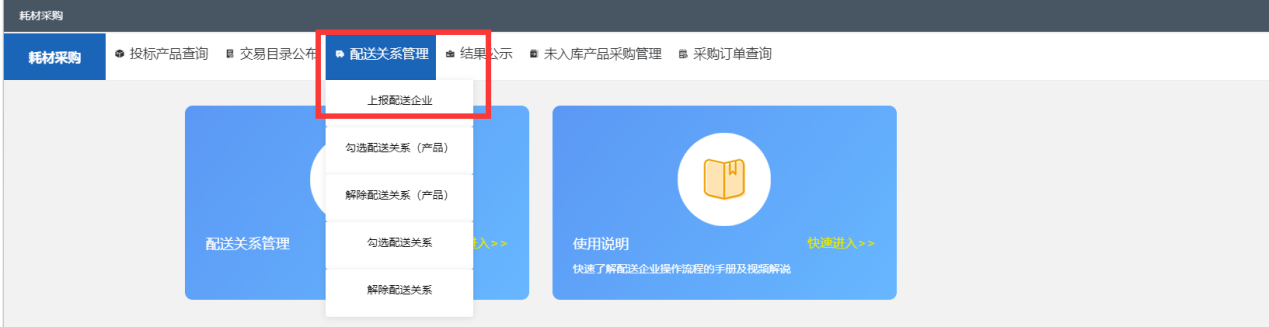 耗材采购
耗材采购 投标产品查询 交易目录公布 配送关系管理 结果公示 未入库产品采购管理 采购订单查询
上报配送企业
勾选配送关系（产品）
解除配送关系（产品）
勾选配送关系
解除配送关系
配送关系管理 入>>
使用说明 快速进入>>
快速了解配送企业操作流程的手册及视频解说